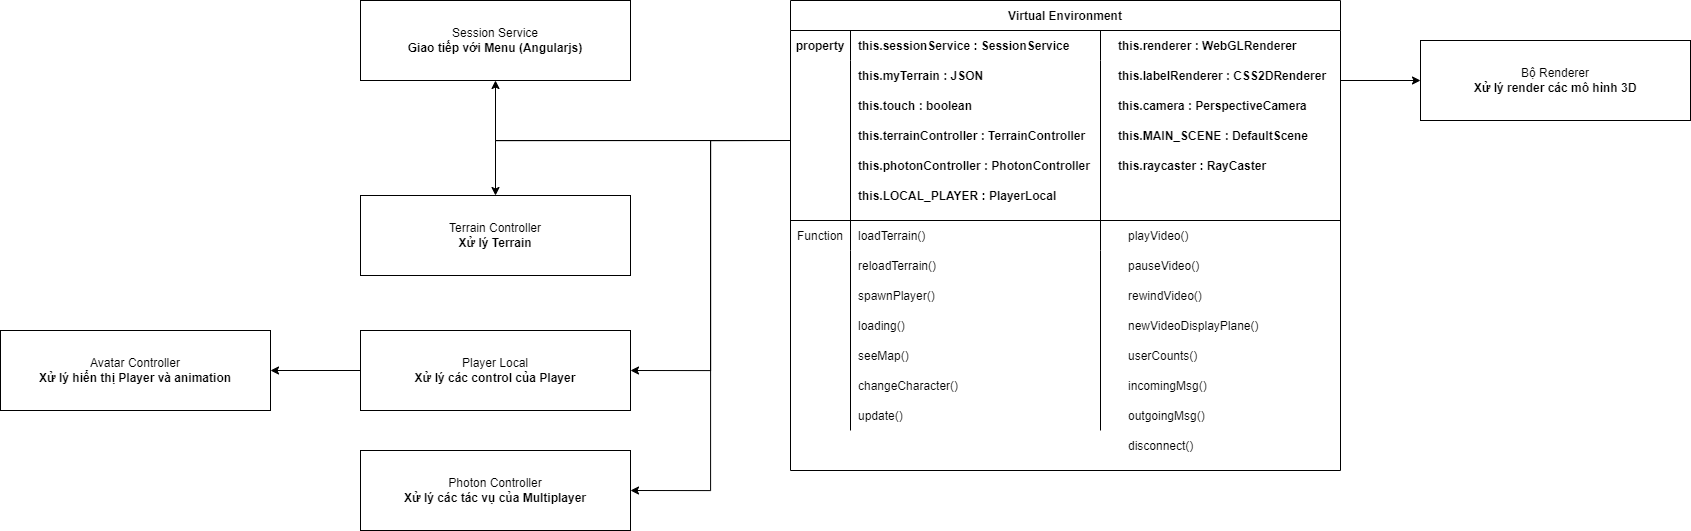 Session Service
Giao tiếp với Menu (Angularjs)
Terrain Controller
Xử lý Terrain
Avatar Controller
Xử lý hiển thị Player và animation
Player Local
Xử lý các control của Player
Photon Controller
Xử lý các tác vụ của Multiplayer
Virtual Environment
property
this.sessionService : SessionService
this.myTerrain : JSON
this.touch : boolean
this.terrainController : TerrainController
this.photonController : PhotonController
this.LOCAL_PLAYER : PlayerLocal
this.renderer : WebGLRenderer
this.labelRenderer : CSS2DRenderer
this.camera : PerspectiveCamera
this.MAIN_SCENE : DefaultScene
this.raycaster : RayCaster
Function
loadTerrain()
reloadTerrain()
spawnPlayer()
loading()
seeMap()
changeCharacter()
update()
playVideo()
pauseVideo()
rewindVideo()
newVideoDisplayPlane()
userCounts()
incomingMsg()
outgoingMsg()
disconnect()
Bộ Renderer
Xử lý render các mô hình 3D